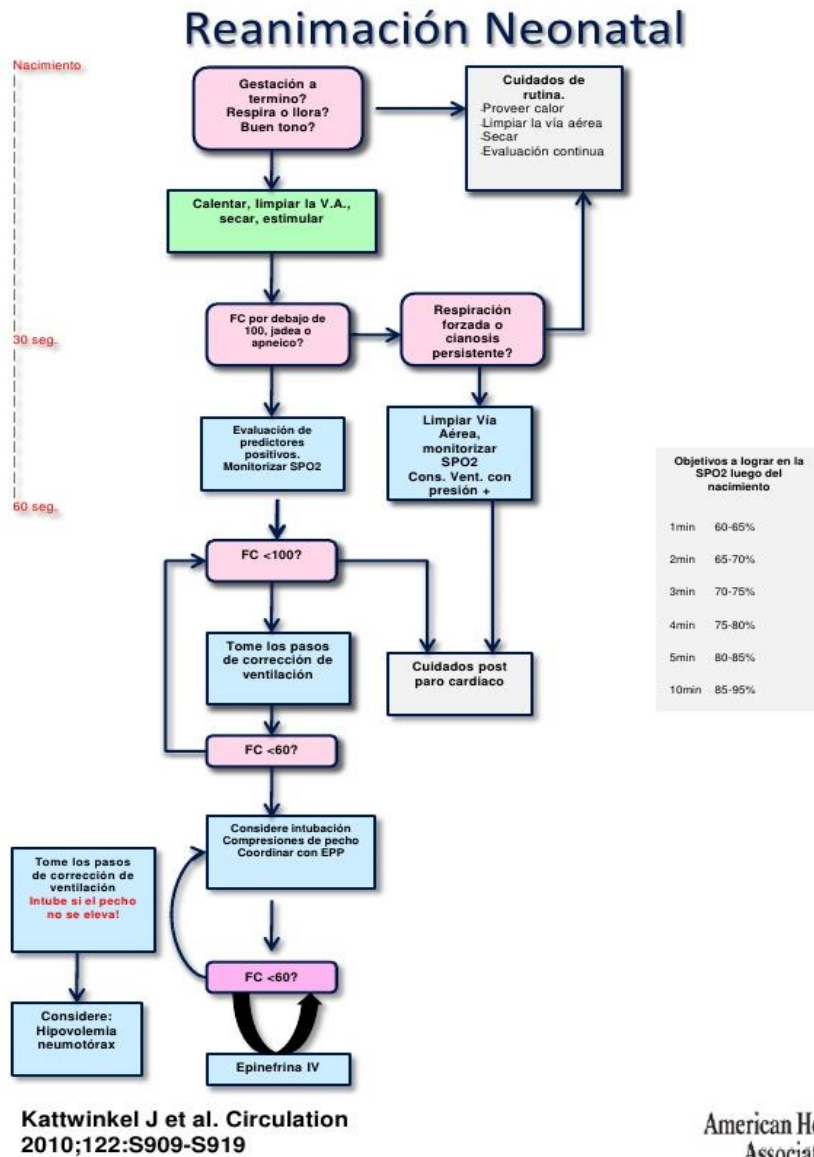 Reanimación Neonatal
Nacimiento
Gestación a
termino?
Respira o llora?
Buen tono?
Cuidados de
rutina.
-Proveer calor
-Limpiar la vía aérea
-Secar
-Evaluación continua
Calentar, limpiar la V.A.,
secar, estimular
30 seg.
FC por debajo de
100, jadea o
apneico?
Respiración
forzada o
cianosis
persistente?
Evaluación de
predictores
positivos.
Monitorizar SPO2
Limpiar Vía
Aérea,
monitorizar
SPO2
Cons. Vent. con
presión +
60 seg.
Objetivos a lograr en la
SPO2 luego del
nacimiento
1min 60-65%
2min 65-70%
3min 70-75%
4min 75-80%
5min 80-85%
10min 85-95%
FC <100?
Tome los pasos
de corrección de
ventilación
Cuidados post
paro cardiaco
FC <60?
Considere intubación
Compresiones de pecho
Coordinar con EPP
Tome los pasos
de corrección de
ventilación
Intube si el pecho
no se eleva!
FC <60?
Considere:
Hipovolemia
neumotórax
Epinefrina IV
Kattwinkel J et al. Circulation
2010;122:S909-S919
American He
Associat